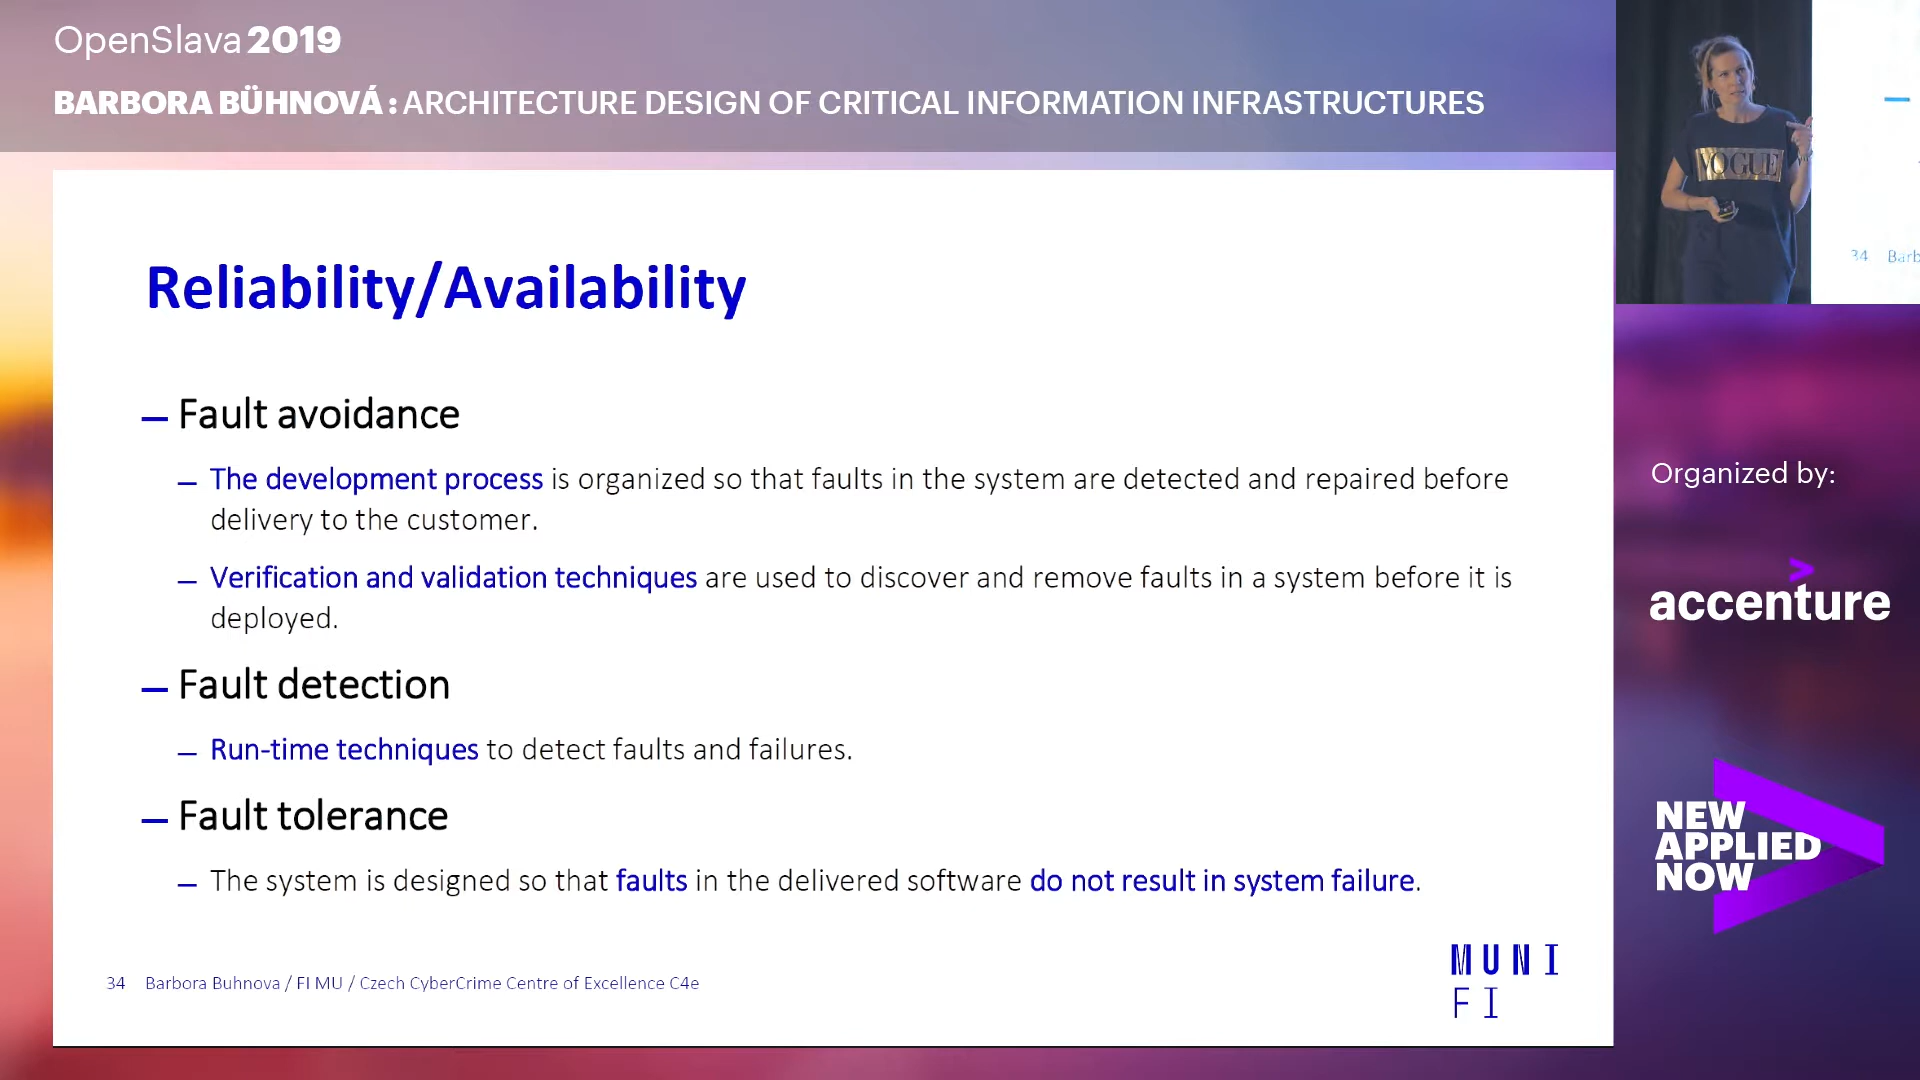 OpenSlava 2019
BARBORA BÜHNOVÁ : ARCHITECTURE DESIGN OF CRITICAL INFORMATION INFRASTRUCTURES
VOGUE
34 Barb
Reliability/Availability
– Fault avoidance
– The development process is organized so that faults in the system are detected and repaired before
delivery to the customer.
– Verification and validation techniques are used to discover and remove faults in a system before it is
deployed.
– Fault detection
– Run-time techniques to detect faults and failures.
– Fault tolerance
– The system is designed so that faults in the delivered software do not result in system failure.
34 Barbora Buhnova / FI MU / Czech CyberCrime Centre of Excellence C4e
MUNI
FI
Organized by:
accenture
NEW
APPLIED
NOW